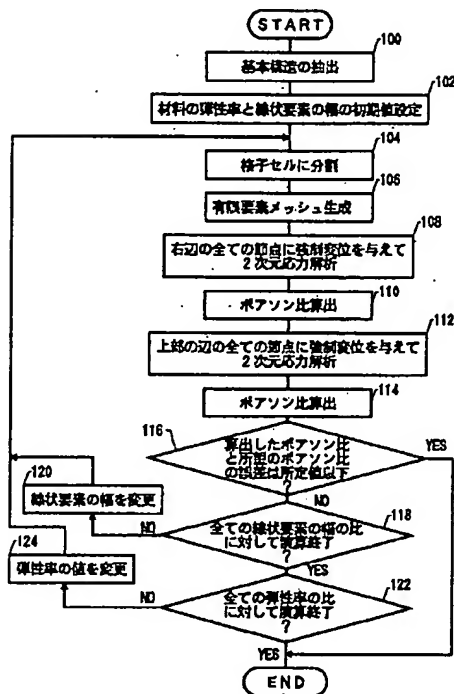 START
100
基本構造の抽出
102
材料の弾性率と線状要素の幅の初期値設定
104
格子セルに分割
106
有限要素メッシュ生成
108
右辺の全ての節点に強制変位を与えて
2次元応力解析
110
ポアソン比算出
112
上部の辺の全ての節点に強制変位を与えて
2次元応力解析
114
ポアソン比算出
116
算出したポアソン比
と所望のポアソン比
の誤差は所定値以下
?
YES
NO
120
線状要素の幅を変更
118
全ての線状要素の幅の比
に対して演算終了
?
NO
YES
124
弾性率の値を変更
122
全ての弾性率の比
に対して演算終了
?
NO
YES
END